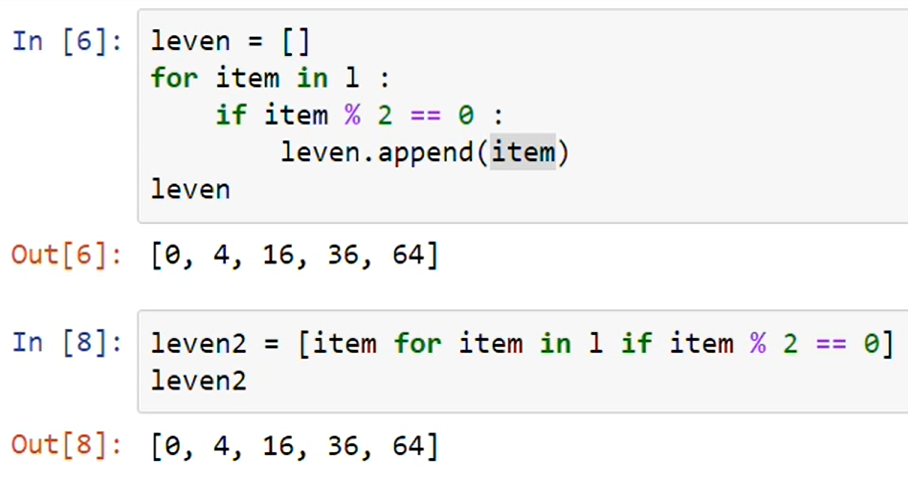 In [6]: leven = []
for item in l :
    if item % 2 == 0 :
        leven.append(item)
leven
Out[6]: [0, 4, 16, 36, 64]
In [8]: leven2 = [item for item in l if item % 2 == 0]
leven2
Out[8]: [0, 4, 16, 36, 64]